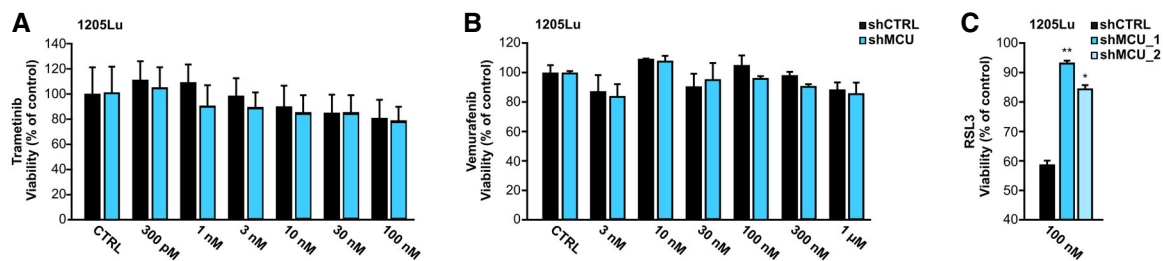 A
1205Lu
Trametinib
Viability (% of control)
140
120
100
80
60
40
20
0
CTRL
300 pM
1 nM
3 nM
10 nM
30 nM
100 nM
B
1205Lu
shCTRL
shMCU
Vemurafenib
Viability (% of control)
120
100
80
60
40
20
0
CTRL
3 nM
10 nM
30 nM
100 nM
300 nM
1 µM
C
1205Lu
shCTRL
shMCU_1
shMCU_2
RSL3
Viability (% of control)
100
90
80
70
60
50
40
**
*
100 nM